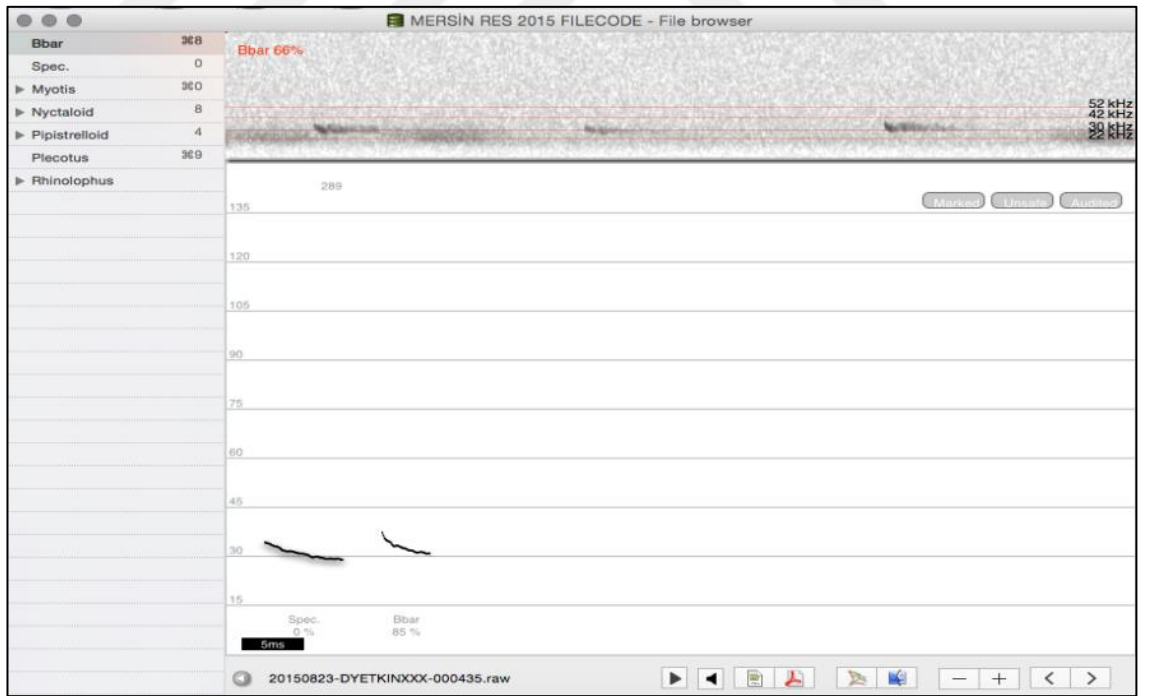 MERSİN RES 2015 FILECODE - File browser
Bbar ⌘8
Spec. 0
Myotis ⌘0
Nyctaloid 8
Pipistrelloid 4
Plecotus ⌘9
Rhinolophus
Bbar 66%
52 kHz
42 kHz
30 kHz
22 kHz
289
Marked Unsafe Audited
135
120
105
90
75
60
45
30
15
Spec. Bbar
0 % 85 %
5ms
20150823-DYETKINXXX-000435.raw